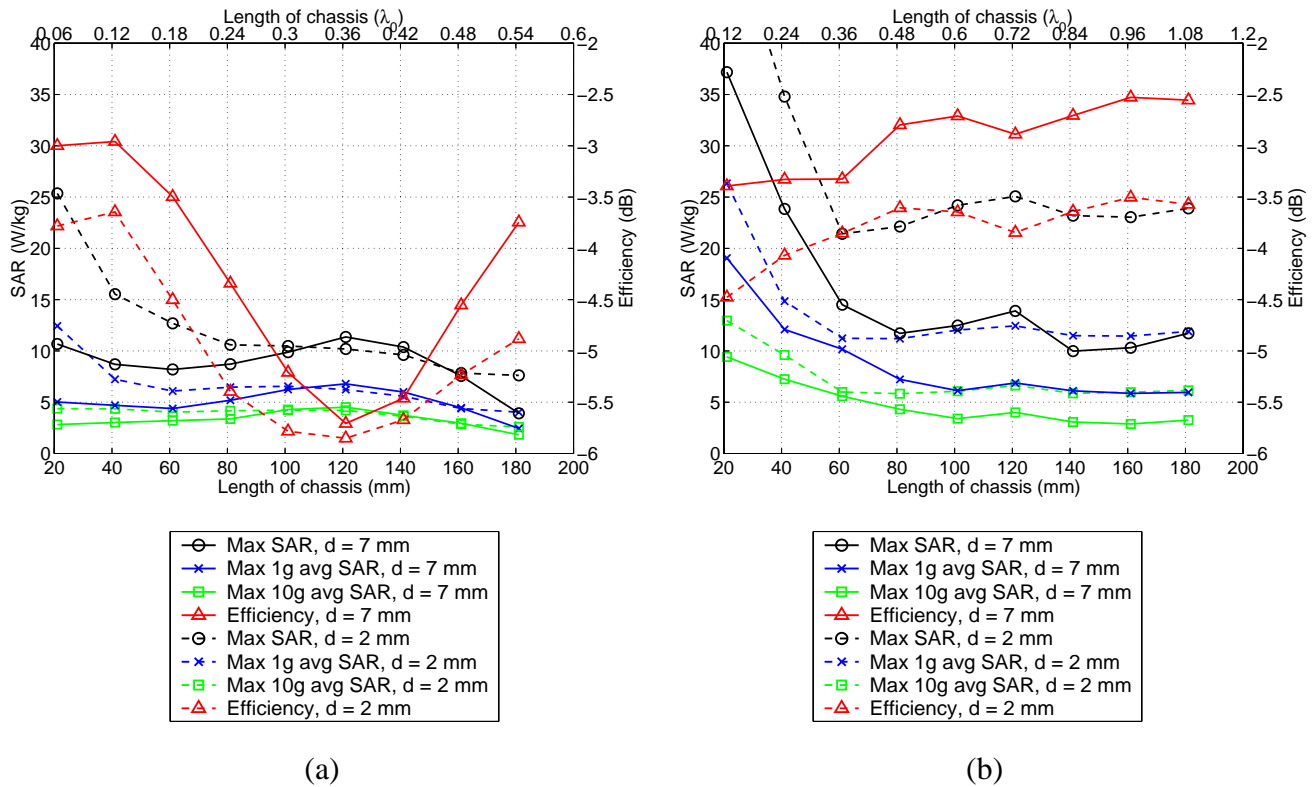 Length of chassis (λ0)
0.06 0.12 0.18 0.24 0.3 0.36 0.42 0.48 0.54 0.6
40 35 30 25 20 15 10 5 0
SAR (W/kg)
−2 −2.5 −3 −3.5 −4 −4.5 −5 −5.5 −6
Efficiency (dB)
20 40 60 80 100 120 140 160 180 200
Length of chassis (mm)
Max SAR, d = 7 mm
Max 1g avg SAR, d = 7 mm
Max 10g avg SAR, d = 7 mm
Efficiency, d = 7 mm
Max SAR, d = 2 mm
Max 1g avg SAR, d = 2 mm
Max 10g avg SAR, d = 2 mm
Efficiency, d = 2 mm
(a)
Length of chassis (λ0)
0.12 0.24 0.36 0.48 0.6 0.72 0.84 0.96 1.08 1.2
40 35 30 25 20 15 10 5 0
SAR (W/kg)
−2 −2.5 −3 −3.5 −4 −4.5 −5 −5.5 −6
Efficiency (dB)
20 40 60 80 100 120 140 160 180 200
Length of chassis (mm)
Max SAR, d = 7 mm
Max 1g avg SAR, d = 7 mm
Max 10g avg SAR, d = 7 mm
Efficiency, d = 7 mm
Max SAR, d = 2 mm
Max 1g avg SAR, d = 2 mm
Max 10g avg SAR, d = 2 mm
Efficiency, d = 2 mm
(b)